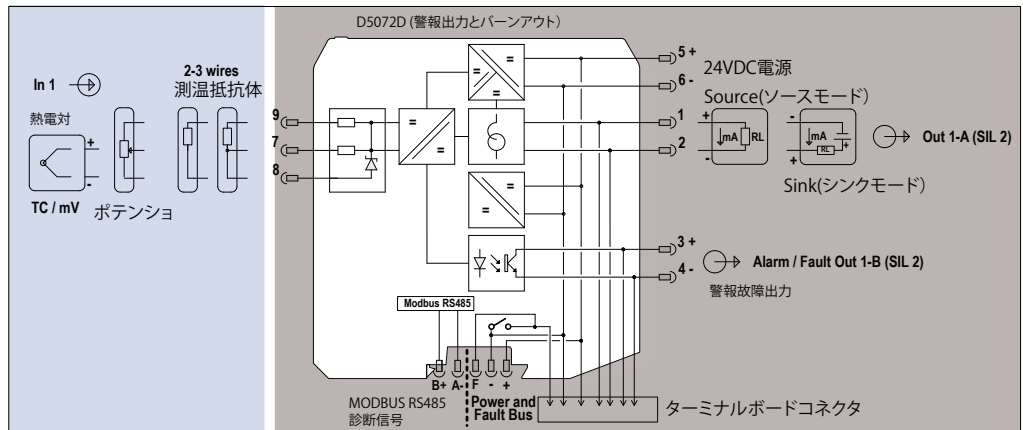 D5072D (警報出力とバーンアウト)
In 1
2-3 wires
測温抵抗体
熱電対
+
-
TC / mV
ポテンショ
9
7
8
=
=
=
=
=
=
=
5 +
6 -
24VDC電源
Source(ソースモード)
1
2
+
mA
RL
-
-
mA
+
RL
+
Out 1-A (SIL 2)
Sink(シンクモード)
3 +
4 -
Alarm / Fault Out 1-B (SIL 2)
警報故障出力
Modbus RS485
B+
A-
F
-
+
MODBUS RS485
診断信号
Power and
Fault Bus
ターミナルボードコネクタ